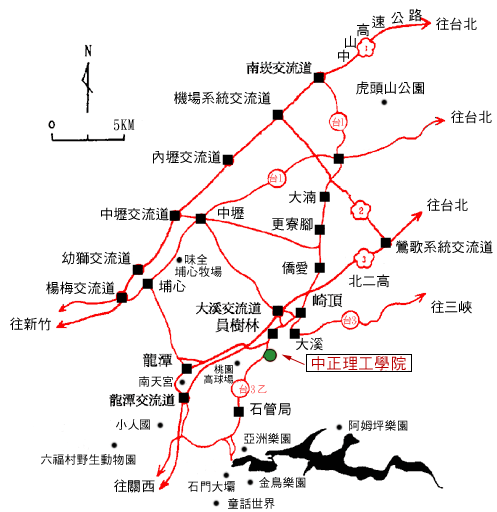 中山高速公路
往台北
1
N
南崁交流道
虎頭山公園
機場系統交流道
0
5KM
台1
往台北
內壢交流道
台1
大湳
中壢交流道
中壢
2
往台北
更寮腳
3
鶯歌系統交流道
幼獅交流道
味全
埔心牧場
僑愛
北二高
楊梅交流道
埔心
大溪交流道
崎頂
往三峽
往新竹
員樹林
台3
大溪
龍潭
桃園
高球場
中正理工學院
南天宮
台3乙
龍潭交流道
石管局
小人國
阿姆坪樂園
亞洲樂園
六福村野生動物園
往關西
石門大壩
金鳥樂園
童話世界